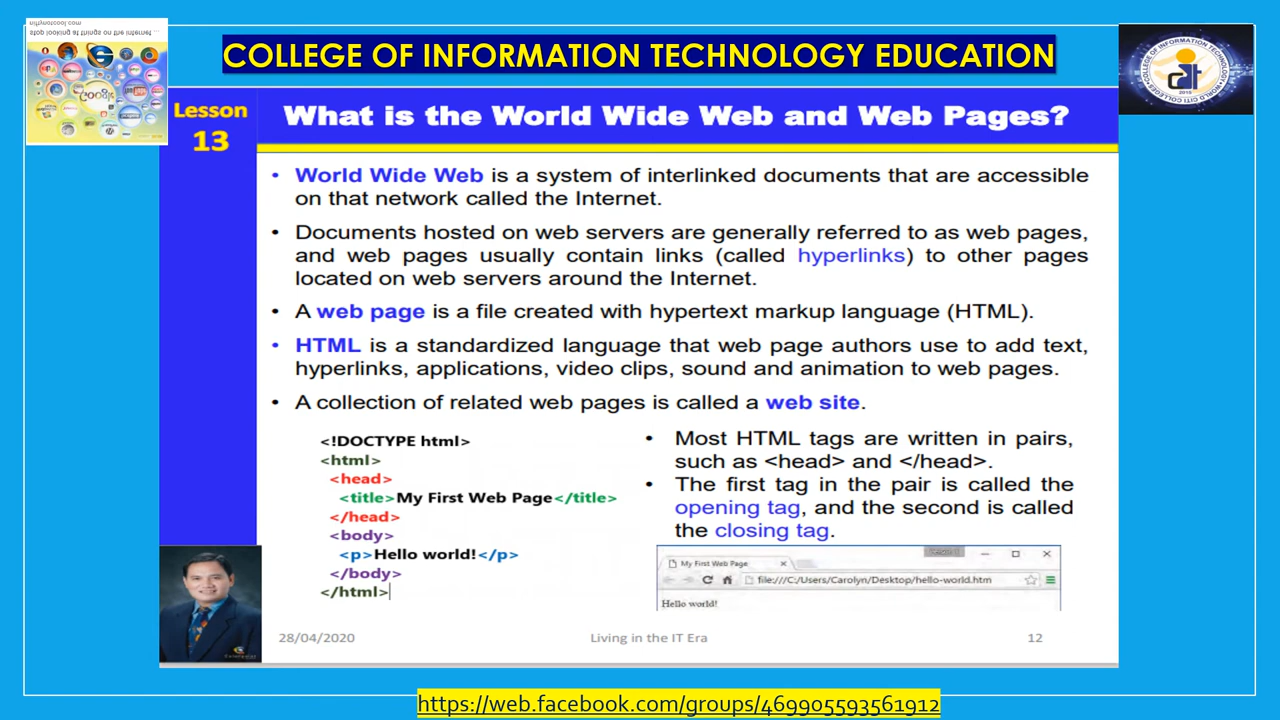 niftynotcool.com
stop looking at things on the internet ...
COLLEGE OF INFORMATION TECHNOLOGY EDUCATION
Lesson
13
What is the World Wide Web and Web Pages?
• World Wide Web is a system of interlinked documents that are accessible
on that network called the Internet.
• Documents hosted on web servers are generally referred to as web pages,
and web pages usually contain links (called hyperlinks) to other pages
located on web servers around the Internet.
• A web page is a file created with hypertext markup language (HTML).
• HTML is a standardized language that web page authors use to add text,
hyperlinks, applications, video clips, sound and animation to web pages.
• A collection of related web pages is called a web site.
<!DOCTYPE html>
<html>
<head>
<title>My First Web Page</title>
</head>
<body>
<p>Hello world!</p>
</body>
</html>
• Most HTML tags are written in pairs,
such as <head> and </head>.
• The first tag in the pair is called the
opening tag, and the second is called
the closing tag.
My First Web Page
file:///C:/Users/Carolyn/Desktop/hello-world.htm
Hello world!
28/04/2020
Living in the IT Era
12
https://web.facebook.com/groups/469905593561912